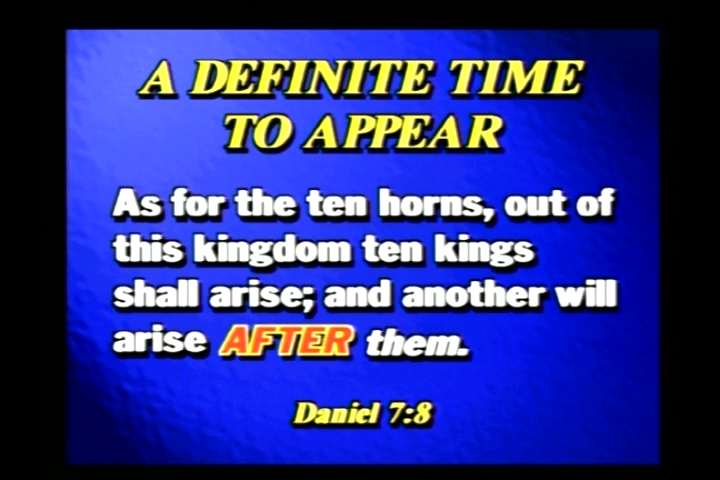 A DEFINITE TIME
TO APPEAR
As for the ten horns, out of
this kingdom ten kings
shall arise; and another will
arise AFTER them.
Daniel 7:8